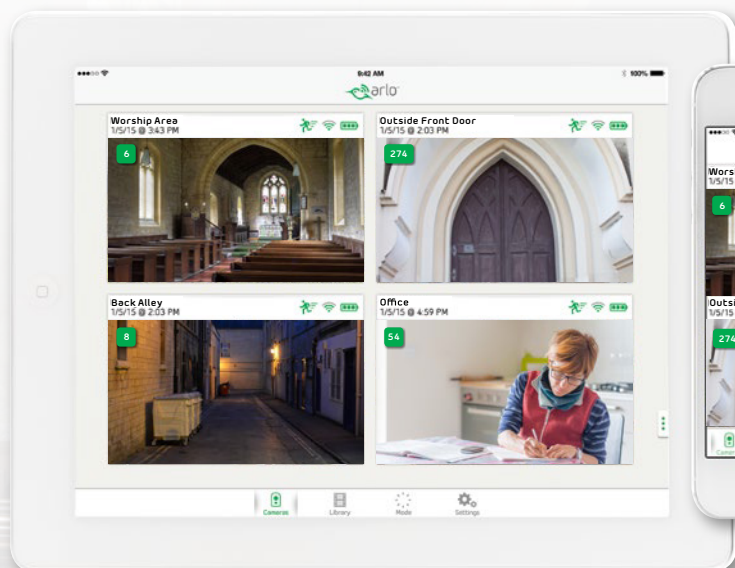 9:42 AM
100%
arlo
Worship Area
1/5/15 @ 3:43 PM
6
Outside Front Door
1/5/15 @ 2:03 PM
274
Back Alley
1/5/15 @ 2:03 PM
8
Office
1/5/15 @ 4:59 PM
54
Cameras
Library
Mode
Settings
Wors
1/5/15
6
Outsi
1/5/15
274
Camer